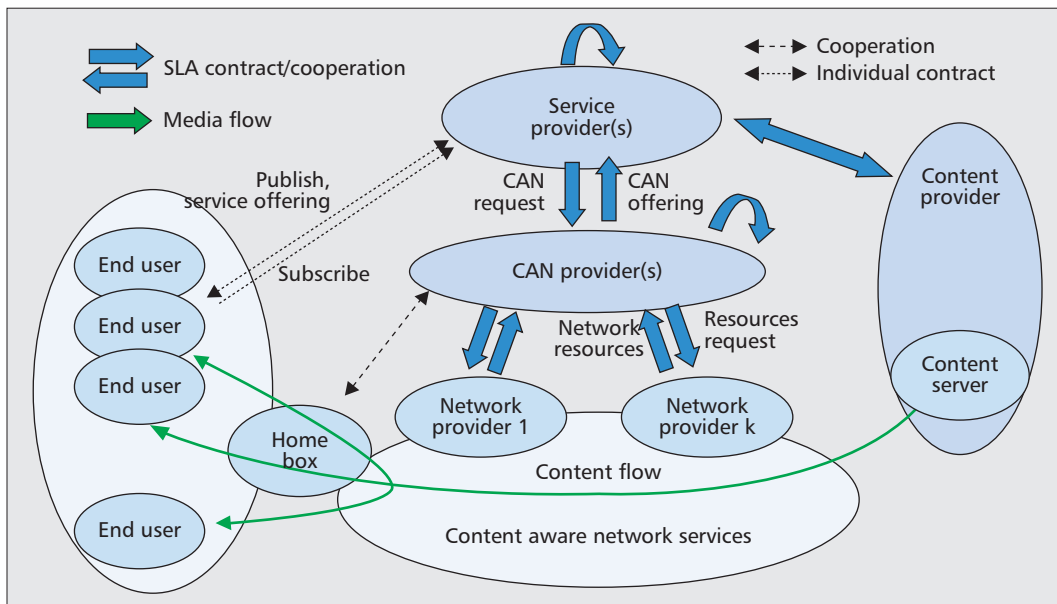 SLA contract/cooperation
Media flow
Cooperation
Individual contract
Service
provider(s)
Publish,
service offering
Subscribe
CAN
request
CAN
offering
Content
provider
CAN provider(s)
End user
End user
End user
End user
Network
resources
Resources
request
Content
server
Network
provider 1
Network
provider k
Home
box
Content flow
Content aware network services